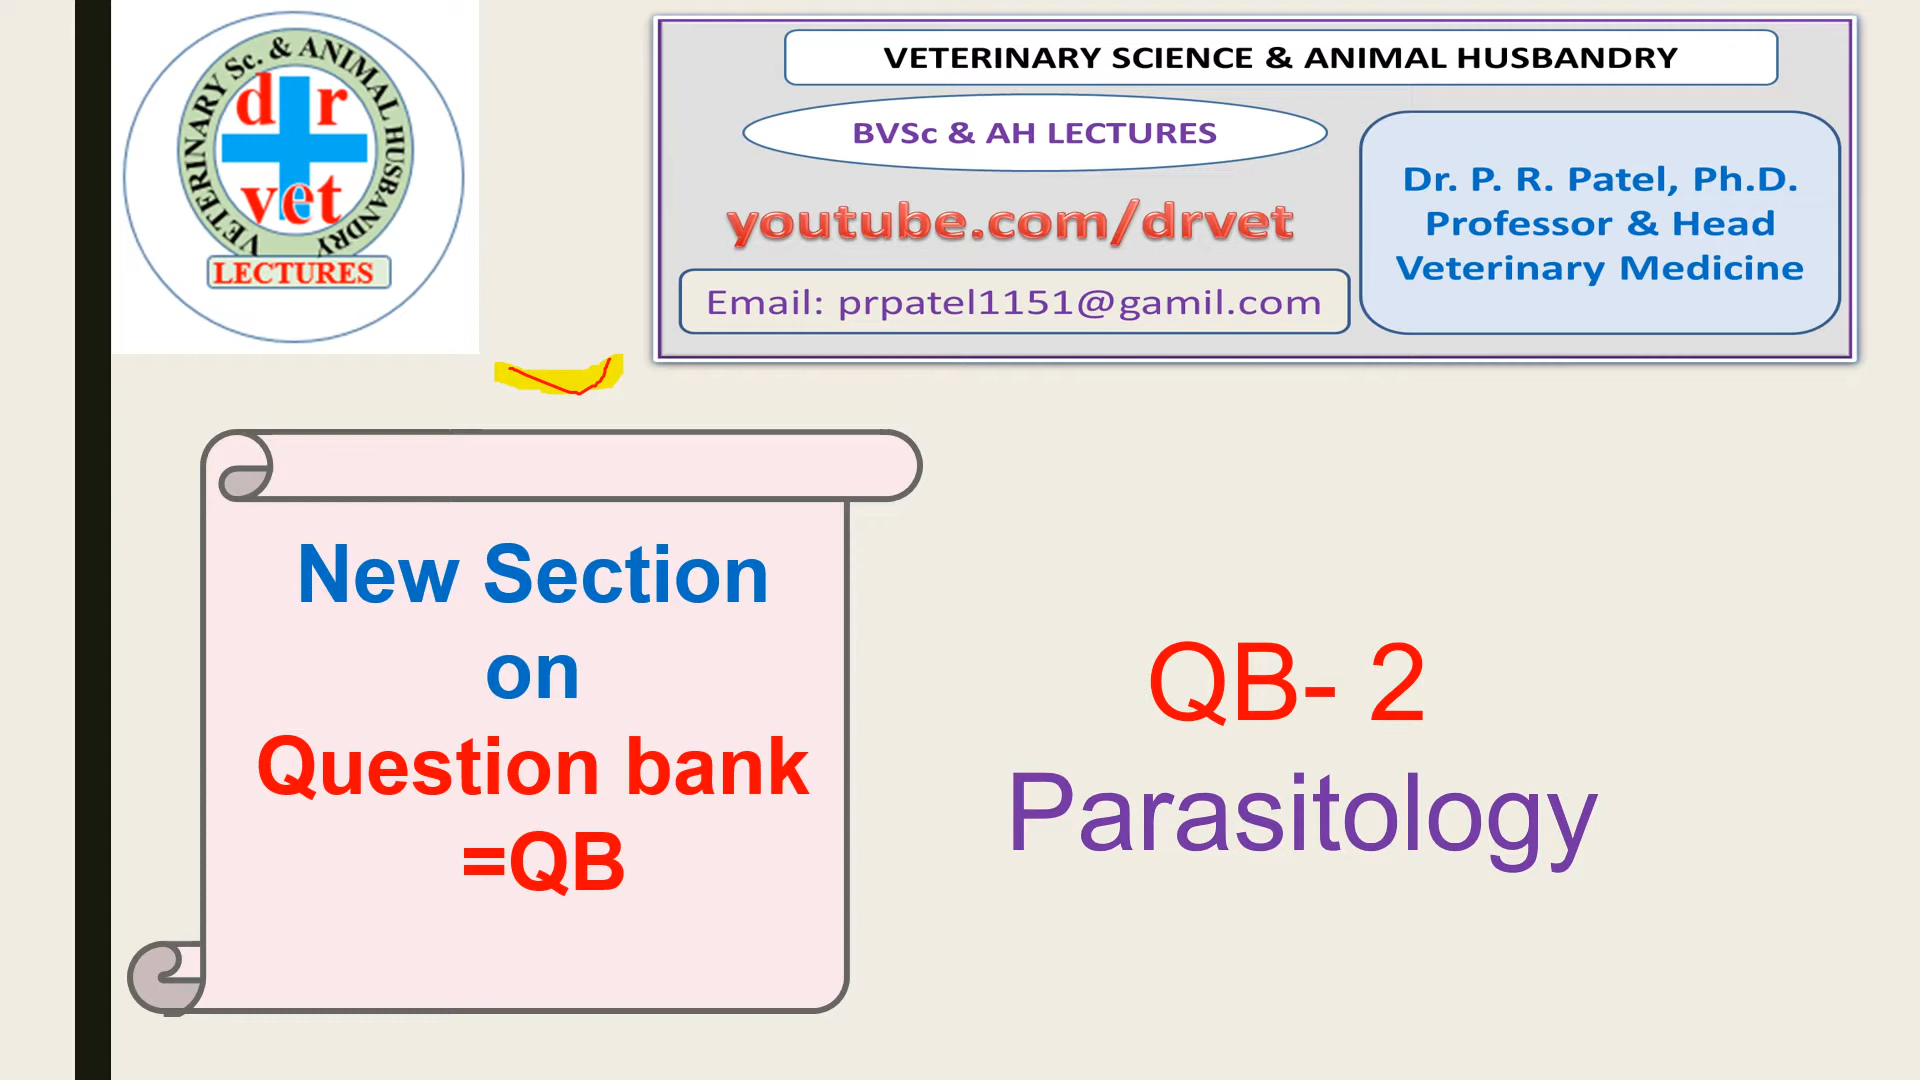 VETERINARY Sc. & ANIMAL HUSBANDRY
dr
vet
LECTURES
VETERINARY SCIENCE & ANIMAL HUSBANDRY
BVSc & AH LECTURES
youtube.com/drvet
Email: prpatel1151@gamil.com
Dr. P. R. Patel, Ph.D.
Professor & Head
Veterinary Medicine
New Section
on
Question bank
=QB
QB- 2
Parasitology